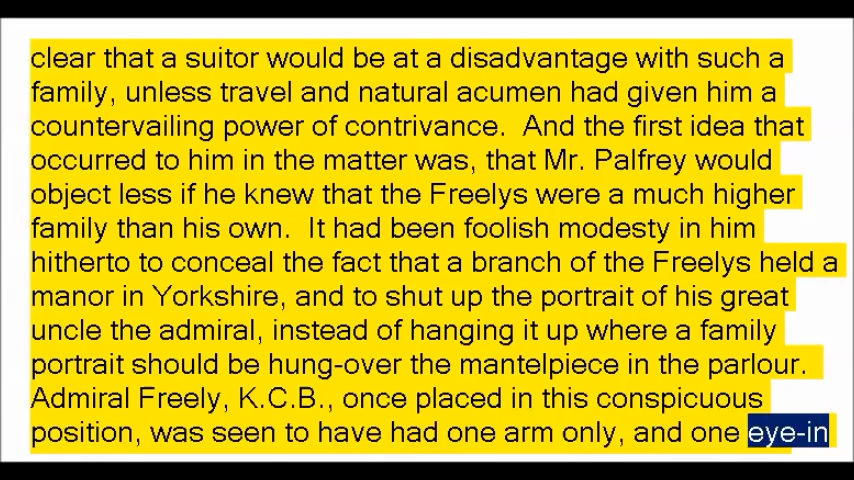 clear that a suitor would be at a disadvantage with such a
family, unless travel and natural acumen had given him a
countervailing power of contrivance.  And the first idea that
occurred to him in the matter was, that Mr. Palfrey would
object less if he knew that the Freelys were a much higher
family than his own.  It had been foolish modesty in him
hitherto to conceal the fact that a branch of the Freelys held a
manor in Yorkshire, and to shut up the portrait of his great
uncle the admiral, instead of hanging it up where a family
portrait should be hung-over the mantelpiece in the parlour.
Admiral Freely, K.C.B., once placed in this conspicuous
position, was seen to have had one arm only, and one eye-in